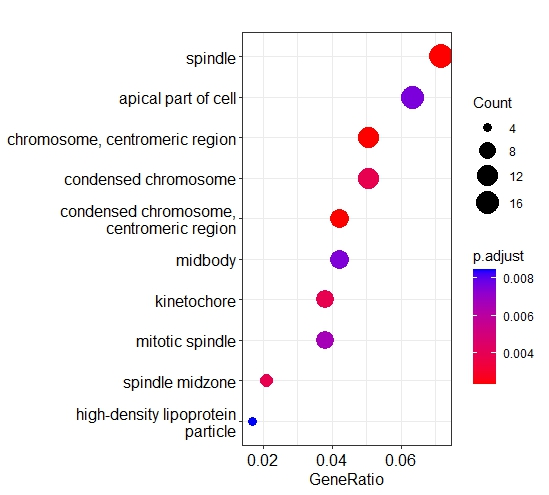 spindle
apical part of cell
chromosome, centromeric region
condensed chromosome
condensed chromosome,
centromeric region
midbody
kinetochore
mitotic spindle
spindle midzone
high-density lipoprotein
particle
0.02 0.04 0.06
GeneRatio
Count
4
8
12
16
p.adjust
0.008
0.006
0.004